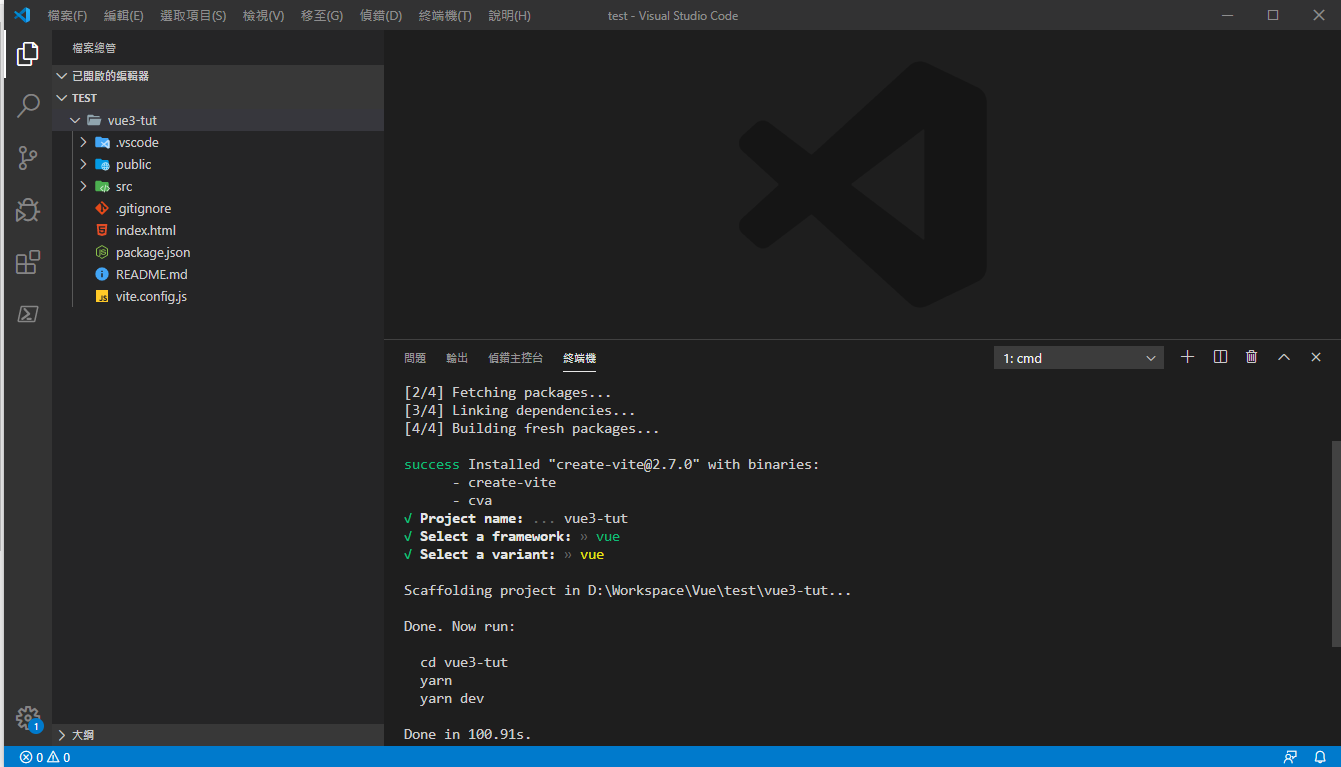 檔案(F) 編輯(E) 選取項目(S) 檢視(V) 移至(G) 偵錯(D) 終端機(T) 說明(H) test - Visual Studio Code
檔案總管
已開啟的編輯器
TEST
vue3-tut
.vscode
public
src
.gitignore
index.html
package.json
README.md
vite.config.js
大綱
問題 輸出 偵錯主控台 終端機 1: cmd
[2/4] Fetching packages...
[3/4] Linking dependencies...
[4/4] Building fresh packages...
success Installed "create-vite@2.7.0" with binaries:
- create-vite
- cva
√ Project name: ... vue3-tut
√ Select a framework: » vue
√ Select a variant: » vue
Scaffolding project in D:\Workspace\Vue\test\vue3-tut...
Done. Now run:
cd vue3-tut
yarn
yarn dev
Done in 100.91s.
1
0 0